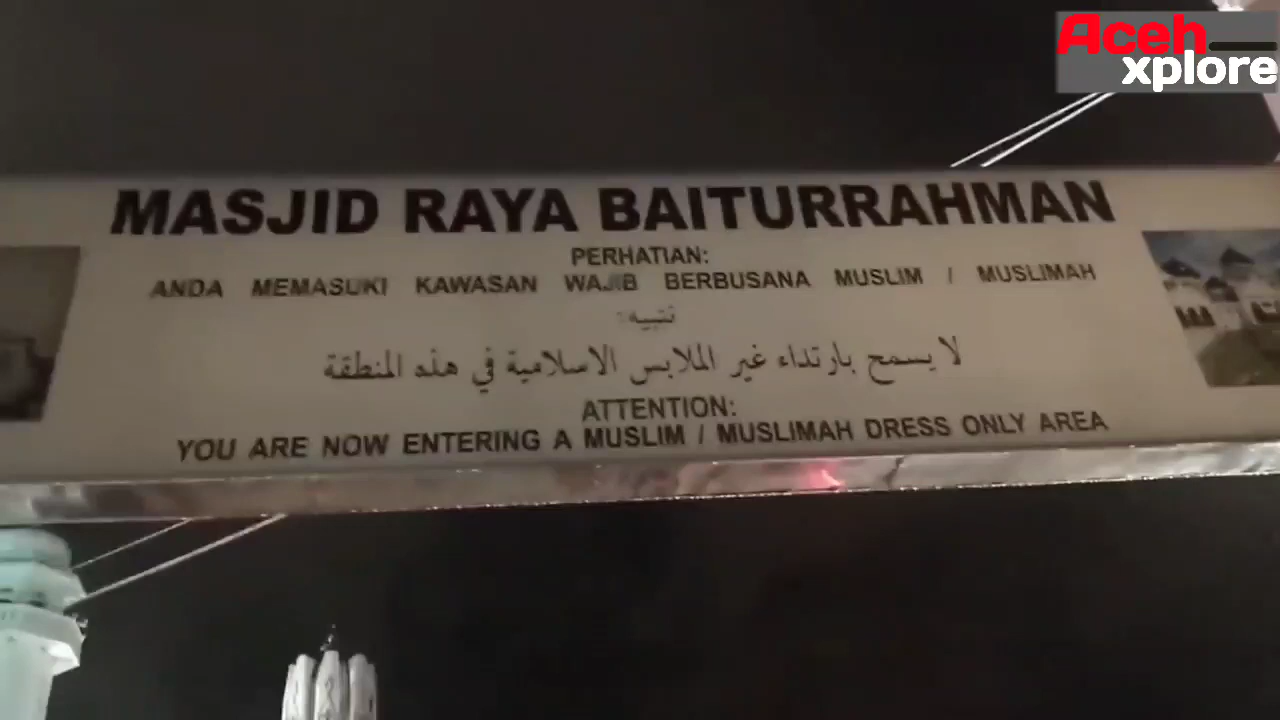 Aceh
xplore
MASJID RAYA BAITURRAHMAN
PERHATIAN:
ANDA MEMASUKI KAWASAN WAJIB BERBUSANA MUSLIM / MUSLIMAH
تنبيه:
لا يسمح بارتداء غير الملابس الاسلامية في هذه المنطقة
ATTENTION:
YOU ARE NOW ENTERING A MUSLIM / MUSLIMAH DRESS ONLY AREA